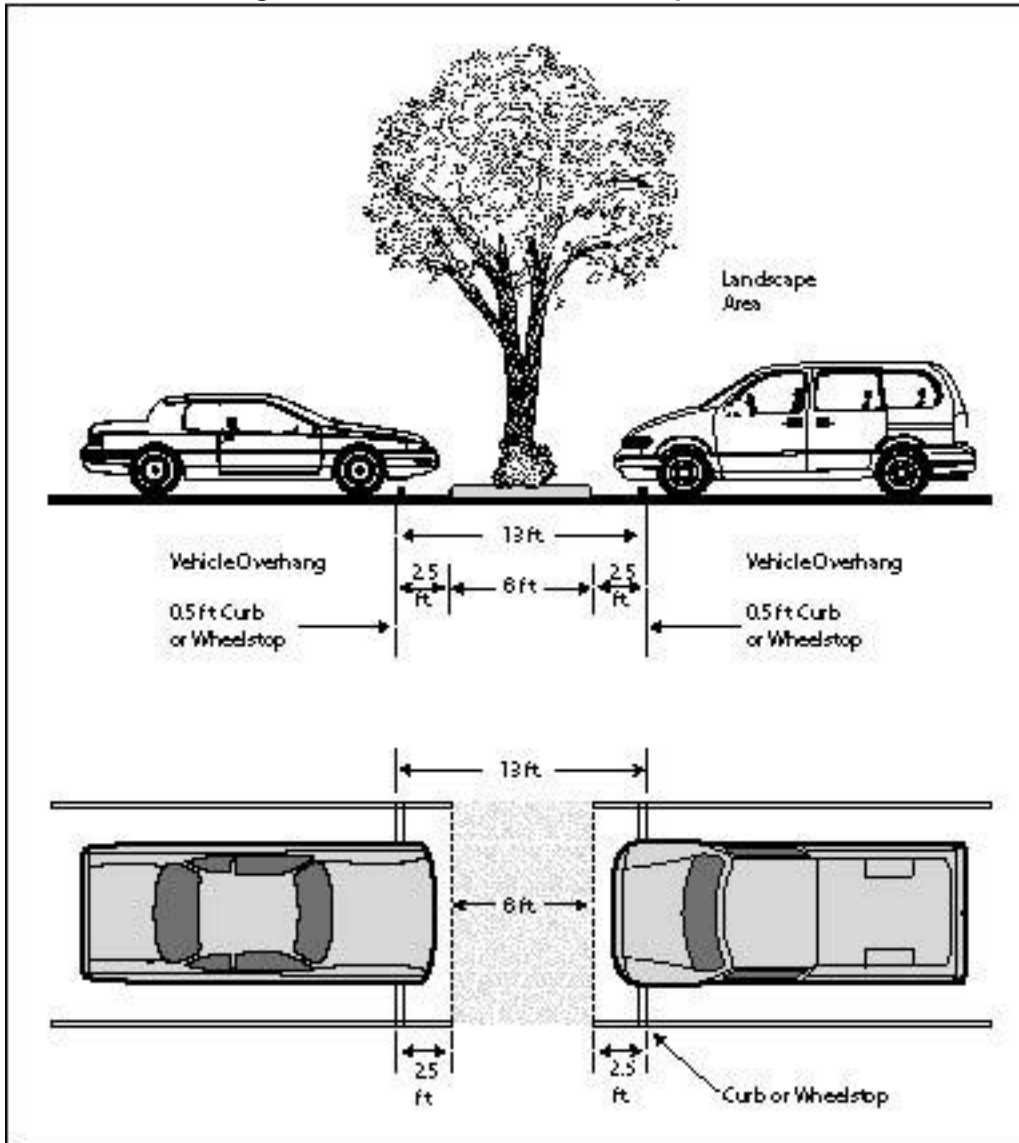 Landscape
Area
13 ft.
Vehicle Overhang
2.5
ft.
8 ft.
2.5
ft.
Vehicle Overhang
0.5 ft Curb
or Wheelstop
0.5 ft Curb
or Wheelstop
13 ft.
8 ft.
2.5
ft.
2.5
ft.
Curb or Wheelstop